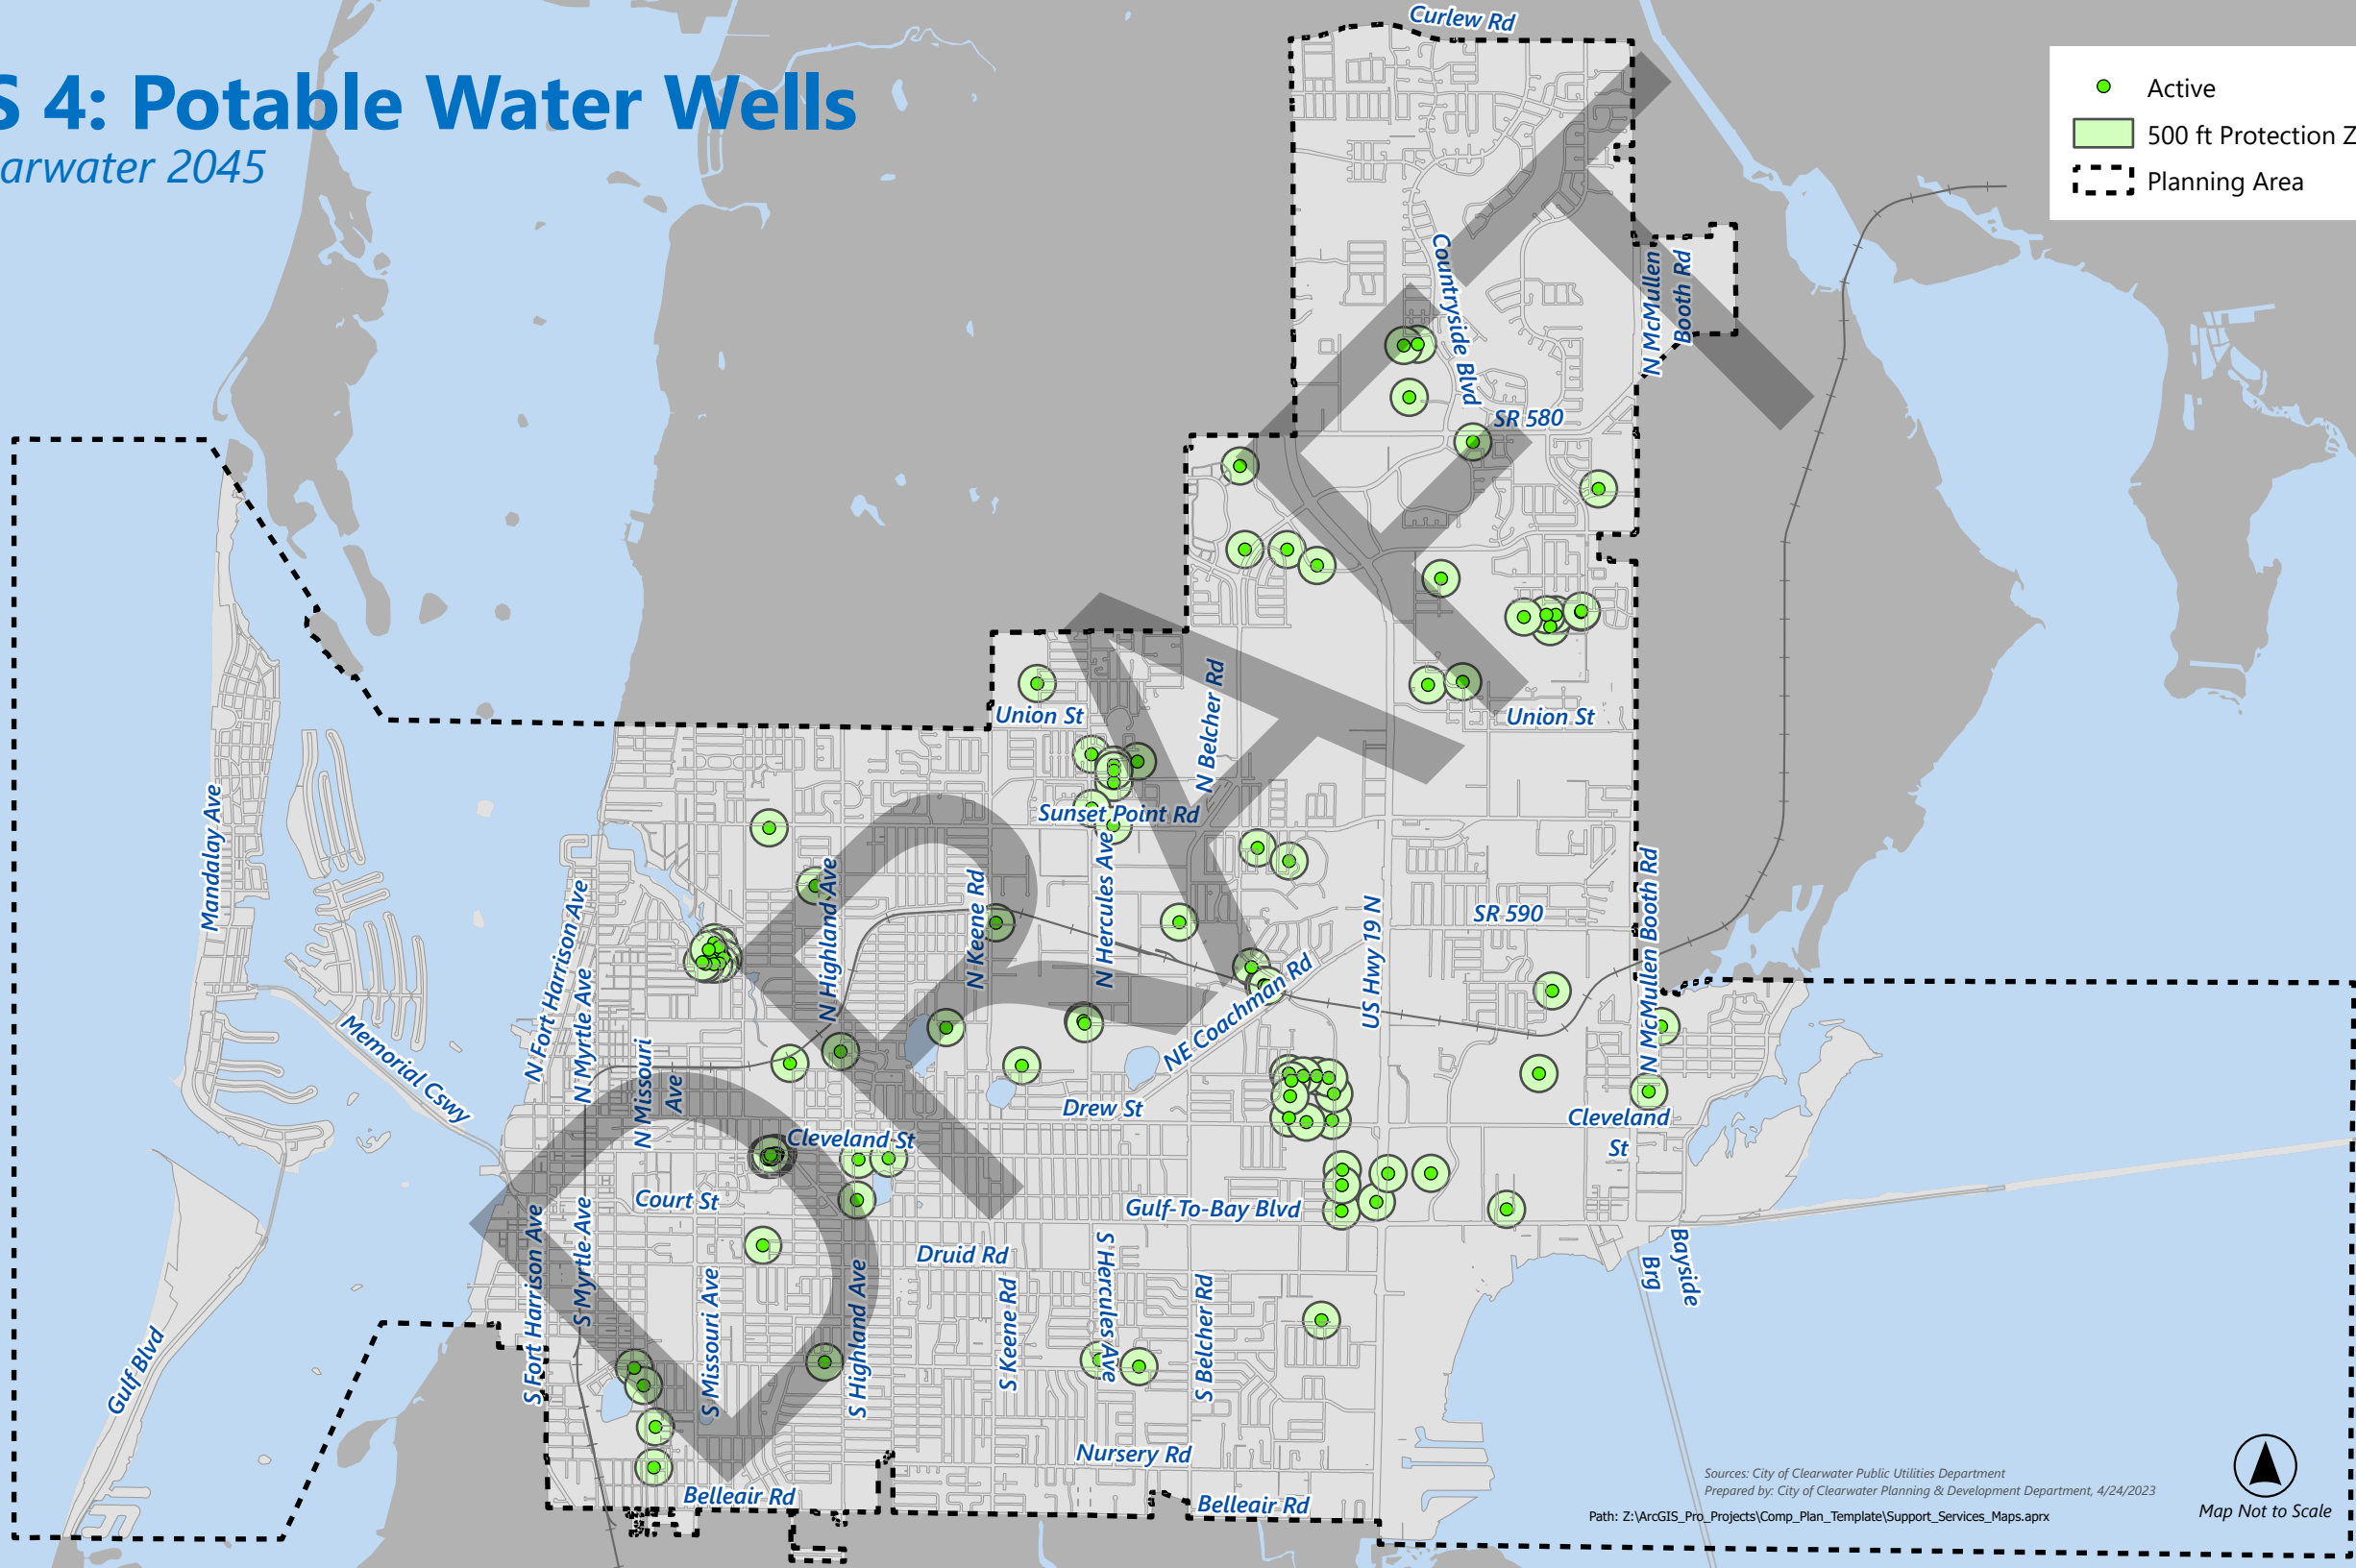 S 4: Potable Water Wells
arwater 2045
Active
500 ft Protection Z
Planning Area
Curlew Rd
Countryside Blvd
N McMullen
Booth Rd
SR 580
Union St
Union St
N Belcher Rd
Sunset Point Rd
Mandalay Ave
N Fort Harrison Ave
N Myrtle Ave
N Highland Ave
N Keene Rd
N Hercules Ave
US Hwy 19 N
SR 590
N McMullen Booth Rd
NE Coachman Rd
Memorial Cswy
N Missouri
Ave
Drew St
Cleveland St
Cleveland
St
Court St
Gulf-To-Bay Blvd
Druid Rd
S Fort Harrison Ave
S Myrtle Ave
S Missouri Ave
S Highland Ave
S Keene Rd
S Hercules Ave
S Belcher Rd
Bayside
Brg
Gulf Blvd
Nursery Rd
Belleair Rd
Belleair Rd
DRAFT
Sources: City of Clearwater Public Utilities Department
Prepared by: City of Clearwater Planning & Development Department, 4/24/2023
Path: Z:\ArcGIS_Pro_Projects\Comp_Plan_Template\Support_Services_Maps.aprx
Map Not to Scale